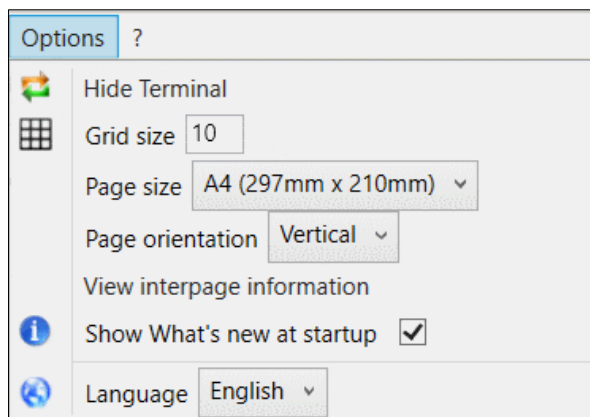 Options ?
Hide Terminal
Grid size 10
Page size A4 (297mm x 210mm)
Page orientation Vertical
View interpage information
Show What's new at startup
Language English